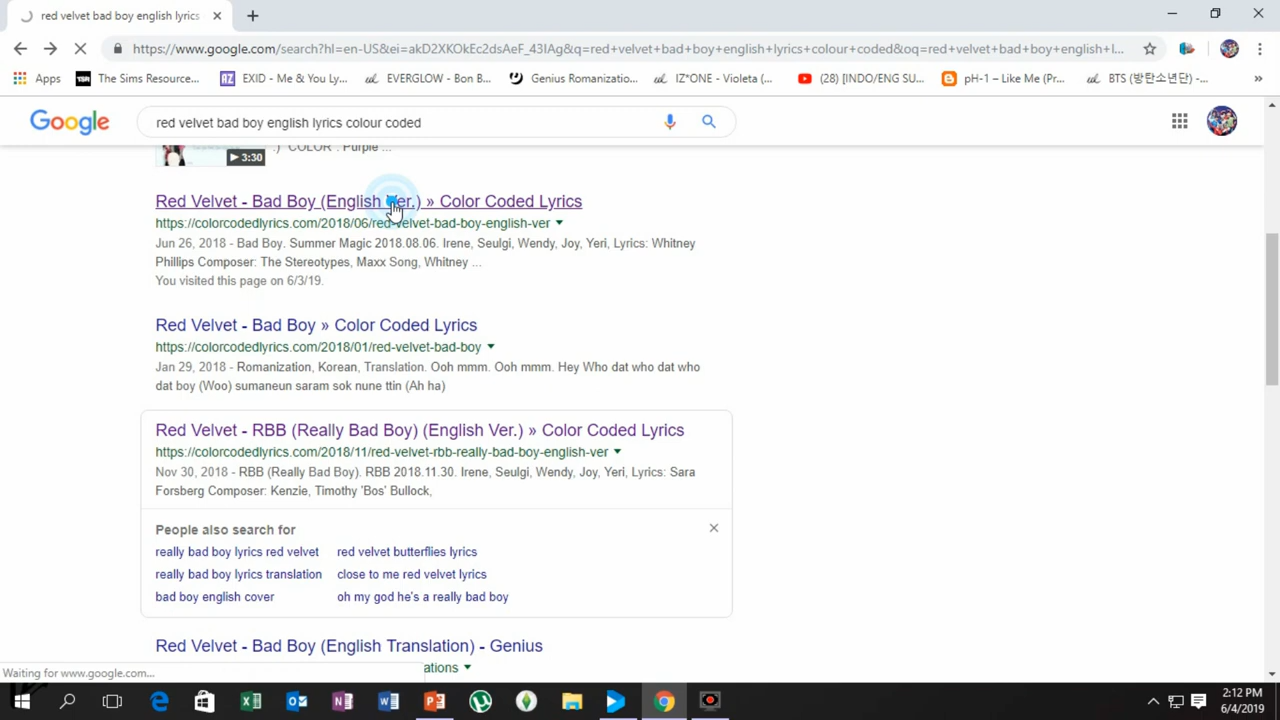 red velvet bad boy english lyrics
https://www.google.com/search?hl=en-US&ei=akD2XKOkEc2dsAeF_43IAg&q=red+velvet+bad+boy+english+lyrics+colour+coded&oq=red+velvet+bad+boy+english+l...
Apps The Sims Resource... EXID - Me & You Ly... EVERGLOW - Bon B... Genius Romanizatio... IZ*ONE - Violeta (... (28) [INDO/ENG SU... pH-1 – Like Me (Pr... BTS (방탄소년단) -... »
Google red velvet bad boy english lyrics colour coded
3:30 .) "COLOR". Purple ...
Red Velvet - Bad Boy (English Ver.) » Color Coded Lyrics
https://colorcodedlyrics.com/2018/06/red-velvet-bad-boy-english-ver
Jun 26, 2018 - Bad Boy. Summer Magic 2018.08.06. Irene, Seulgi, Wendy, Joy, Yeri, Lyrics: Whitney
Phillips Composer: The Stereotypes, Maxx Song, Whitney ...
You visited this page on 6/3/19.
Red Velvet - Bad Boy » Color Coded Lyrics
https://colorcodedlyrics.com/2018/01/red-velvet-bad-boy
Jan 29, 2018 - Romanization, Korean, Translation. Ooh mmm. Ooh mmm. Hey Who dat who dat who
dat boy (Woo) sumaneun saram sok nune ttin (Ah ha)
Red Velvet - RBB (Really Bad Boy) (English Ver.) » Color Coded Lyrics
https://colorcodedlyrics.com/2018/11/red-velvet-rbb-really-bad-boy-english-ver
Nov 30, 2018 - RBB (Really Bad Boy). RBB 2018.11.30. Irene, Seulgi, Wendy, Joy, Yeri, Lyrics: Sara
Forsberg Composer: Kenzie, Timothy 'Bos' Bullock,
People also search for
really bad boy lyrics red velvet red velvet butterflies lyrics
really bad boy lyrics translation close to me red velvet lyrics
bad boy english cover oh my god he's a really bad boy
Red Velvet - Bad Boy (English Translation) - Genius
ations
Waiting for www.google.com...
2:12 PM
6/4/2019